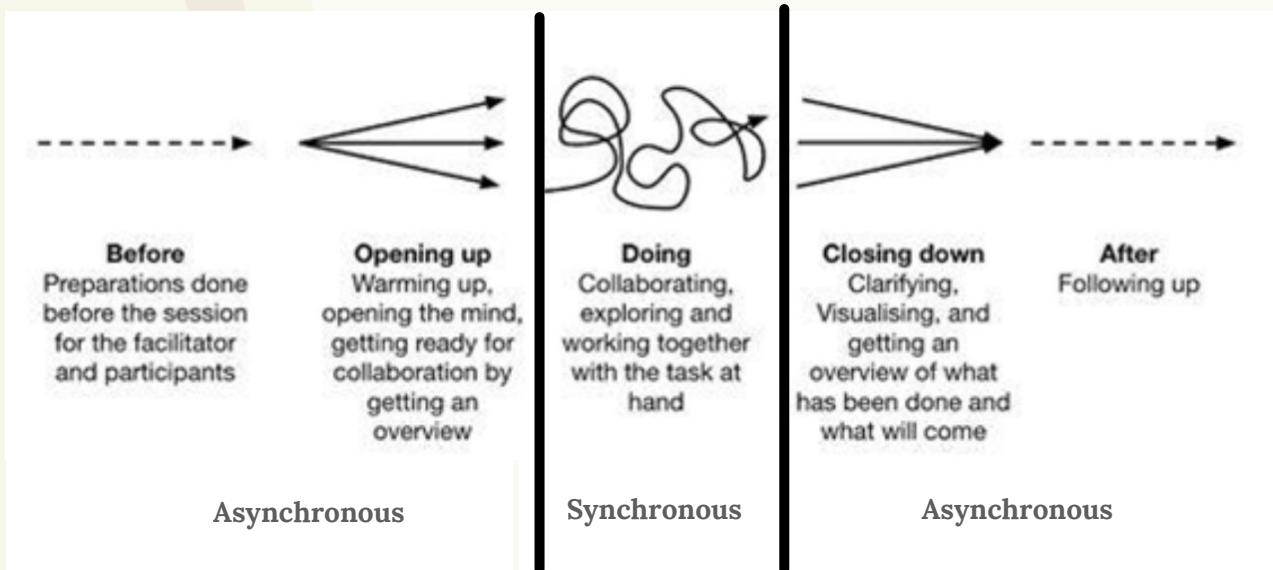 Before
Preparations done
before the session
for the facilitator
and participants
Opening up
Warming up,
opening the mind,
getting ready for
collaboration by
getting an
overview
Doing
Collaborating,
exploring and
working together
with the task at
hand
Closing down
Clarifying,
Visualising, and
getting an
overview of what
has been done and
what will come
After
Following up
Asynchronous
Synchronous
Asynchronous